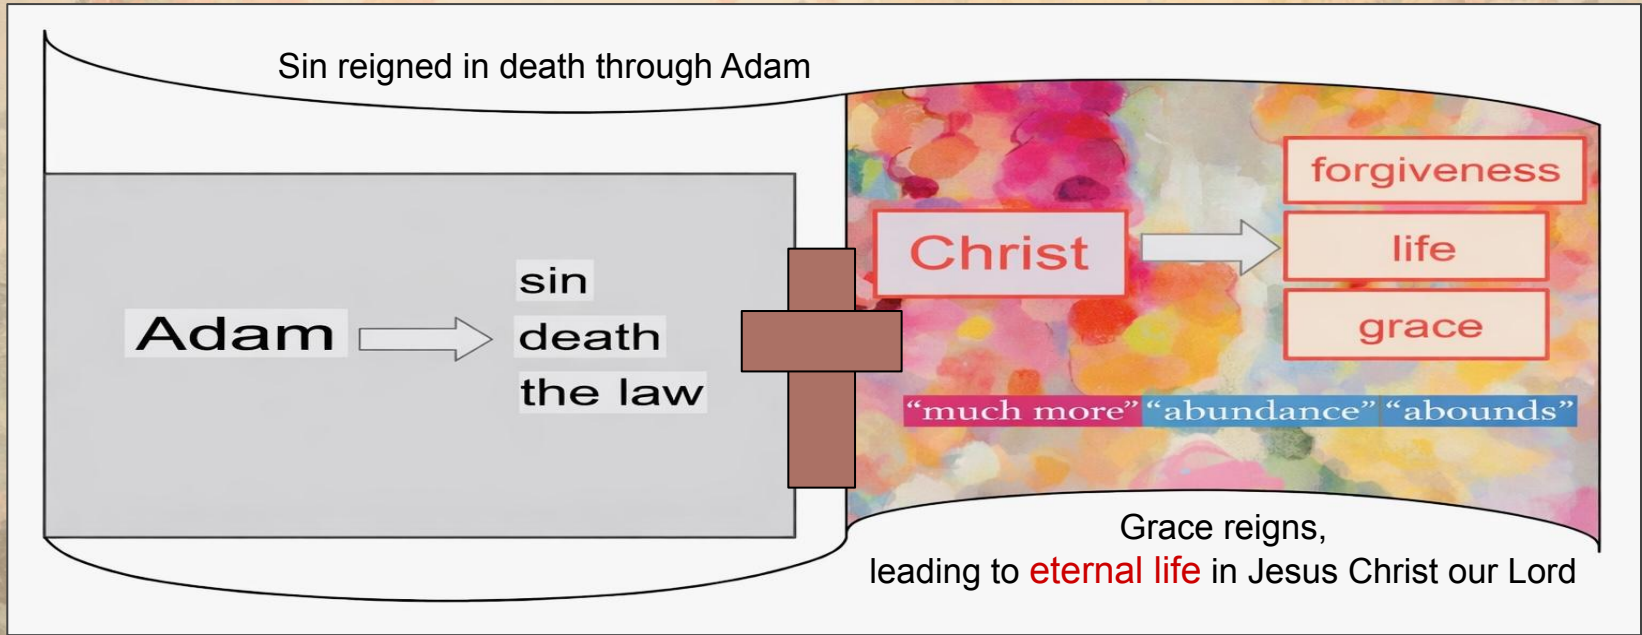 Sin reigned in death through Adam
Adam
sin
death
the law
Christ
forgiveness
life
grace
“much more” “abundance” “abounds”
Grace reigns,
leading to eternal life in Jesus Christ our Lord